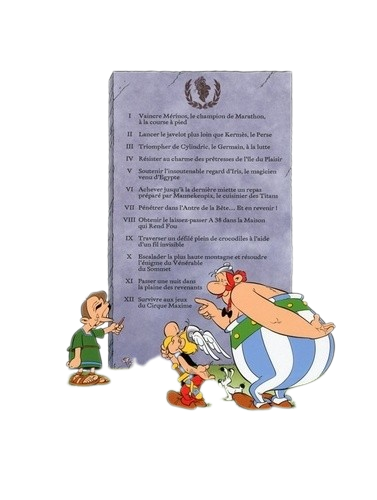 I Vaincre Mérinos, le champion de Marathon,
à la course à pied
II Lancer le javelot plus loin que Kermès, le Perse
III Triompher de Cylindric, le Germain, à la lutte
IV Résister au charme des prêtresses de l'Ile du Plaisir
V Soutenir l'insoutenable regard d'Iris, le magicien
venu d'Egypte
VI Achever jusqu'à la dernière miette un repas
préparé par Mannekenpix, le cuisinier des Titans
VII Pénétrer dans l'Antre de la Bête.... Et en revenir !
VIII Obtenir le laissez-passer A 38 dans la Maison
qui Rend Fou
IX Traverser un défilé plein de crocodiles à l'aide
d'un fil invisible
X Escalader la plus haute montagne et résoudre
l'énigme du Vénérable
du Sommet
XI Passer une nuit dans
la plaine des revenants
XII Survivre aux jeux
du Cirque Maxime